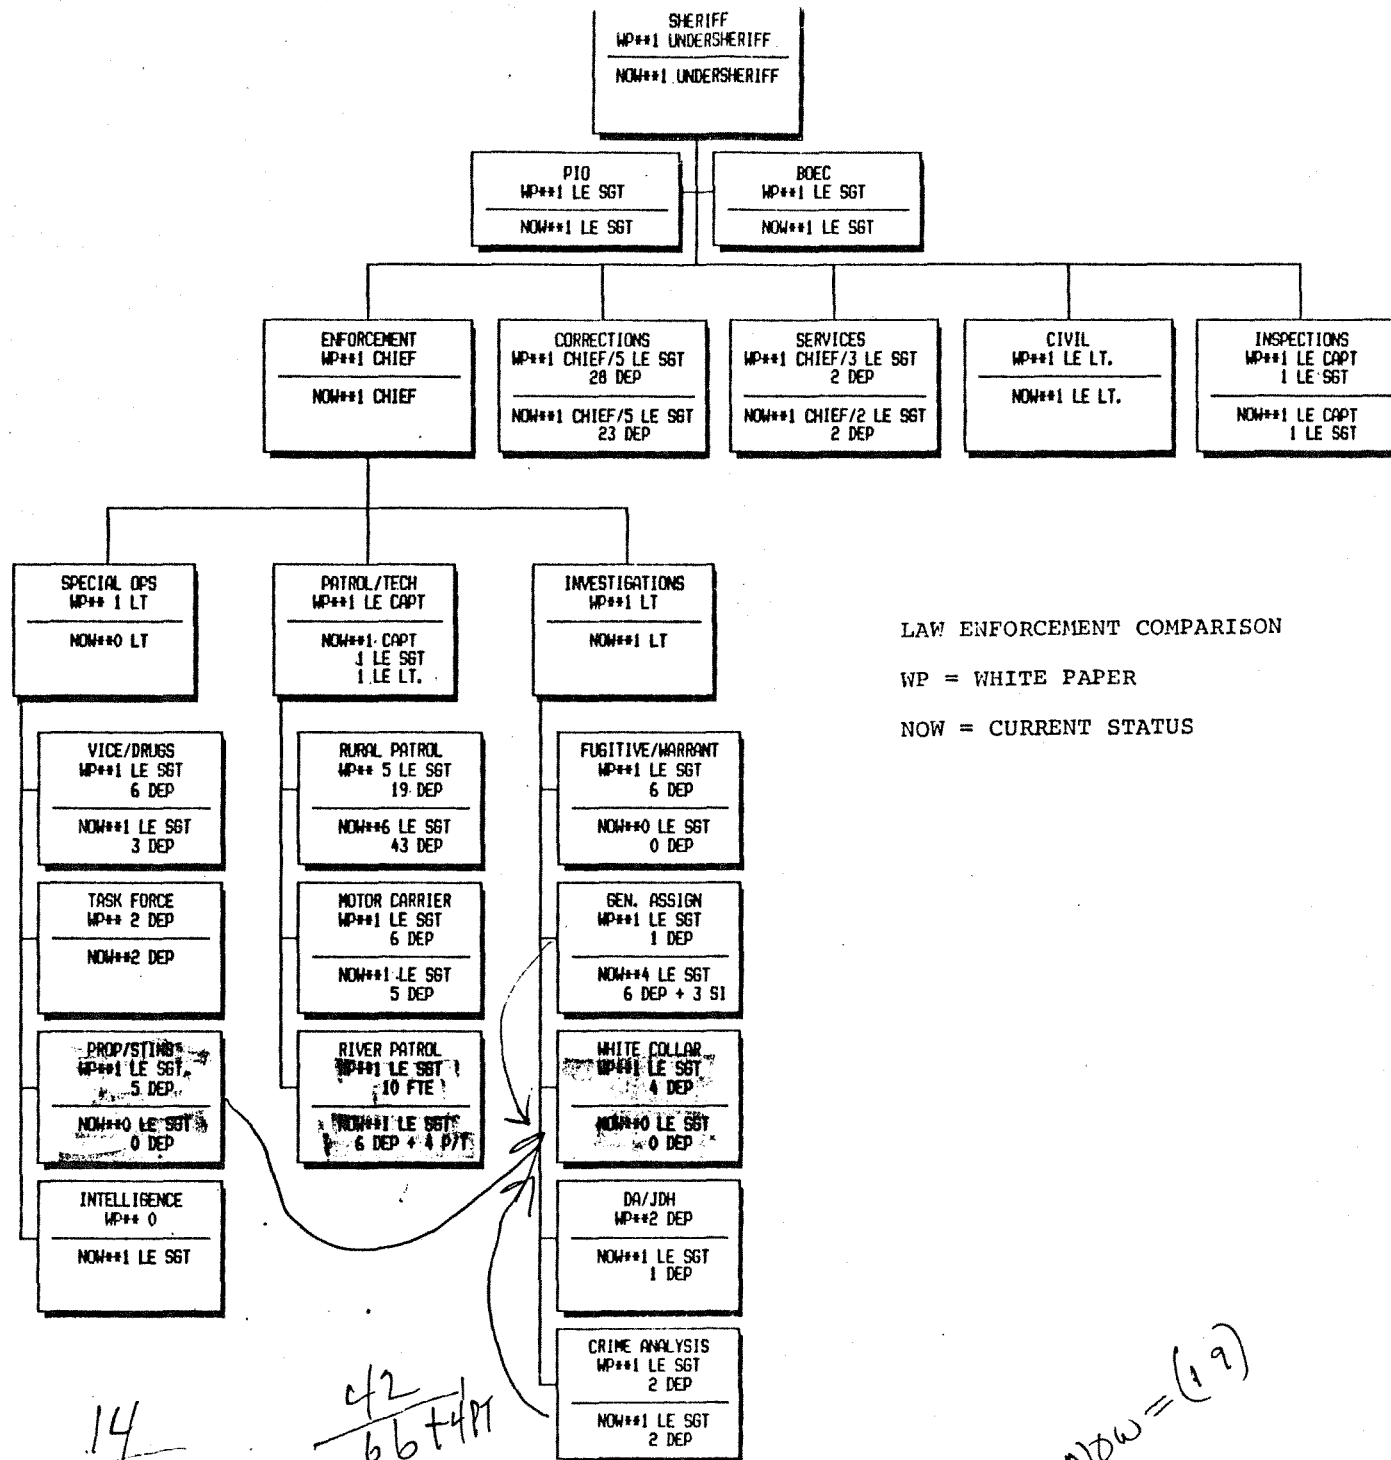 SHERIFF
WP**1 UNDERSHERIFF
NOW**1 UNDERSHERIFF
PIO
WP**1 LE SGT
NOW**1 LE SGT
BOEC
WP**1 LE SGT
NOW**1 LE SGT
ENFORCEMENT
WP**1 CHIEF
NOW**1 CHIEF
CORRECTIONS
WP**1 CHIEF/5 LE SGT
28 DEP
NOW**1 CHIEF/5 LE SGT
23 DEP
SERVICES
WP**1 CHIEF/3 LE SGT
2 DEP
NOW**1 CHIEF/2 LE SGT
2 DEP
CIVIL
WP**1 LE LT.
NOW**1 LE LT.
INSPECTIONS
WP**1 LE CAPT
1 LE SGT
NOW**1 LE CAPT
1 LE SGT
SPECIAL OPS
WP** 1 LT
NOW**0 LT
PATROL/TECH
WP**1 LE CAPT
NOW**1 CAPT
1 LE SGT
1 LE LT.
INVESTIGATIONS
WP**1 LT
NOW**1 LT
LAW ENFORCEMENT COMPARISON
WP = WHITE PAPER
NOW = CURRENT STATUS
VICE/DRUGS
WP**1 LE SGT
6 DEP
NOW**1 LE SGT
3 DEP
TASK FORCE
WP** 2 DEP
NOW**2 DEP
PROP/STING
WP**1 LE SGT
5 DEP
NOW**0 LE SGT
0 DEP
INTELLIGENCE
WP** 0
NOW**1 LE SGT
RURAL PATROL
WP** 5 LE SGT
19 DEP
NOW**6 LE SGT
43 DEP
MOTOR CARRIER
WP**1 LE SGT
6 DEP
NOW**1 LE SGT
5 DEP
RIVER PATROL
WP**1 LE SGT
10 FTE
NOW**1 LE SGT
6 DEP + 4 P/T
FUGITIVE/WARRANT
WP**1 LE SGT
6 DEP
NOW**0 LE SGT
0 DEP
GEN. ASSIGN
WP**1 LE SGT
1 DEP
NOW**4 LE SGT
6 DEP + 3 SI
WHITE COLLAR
WP**1 LE SGT
4 DEP
NOW**0 LE SGT
0 DEP
DA/JDH
WP**2 DEP
NOW**1 LE SGT
1 DEP
CRIME ANALYSIS
WP**1 LE SGT
2 DEP
NOW**1 LE SGT
2 DEP
14
42
66+4PT
Now = (19)